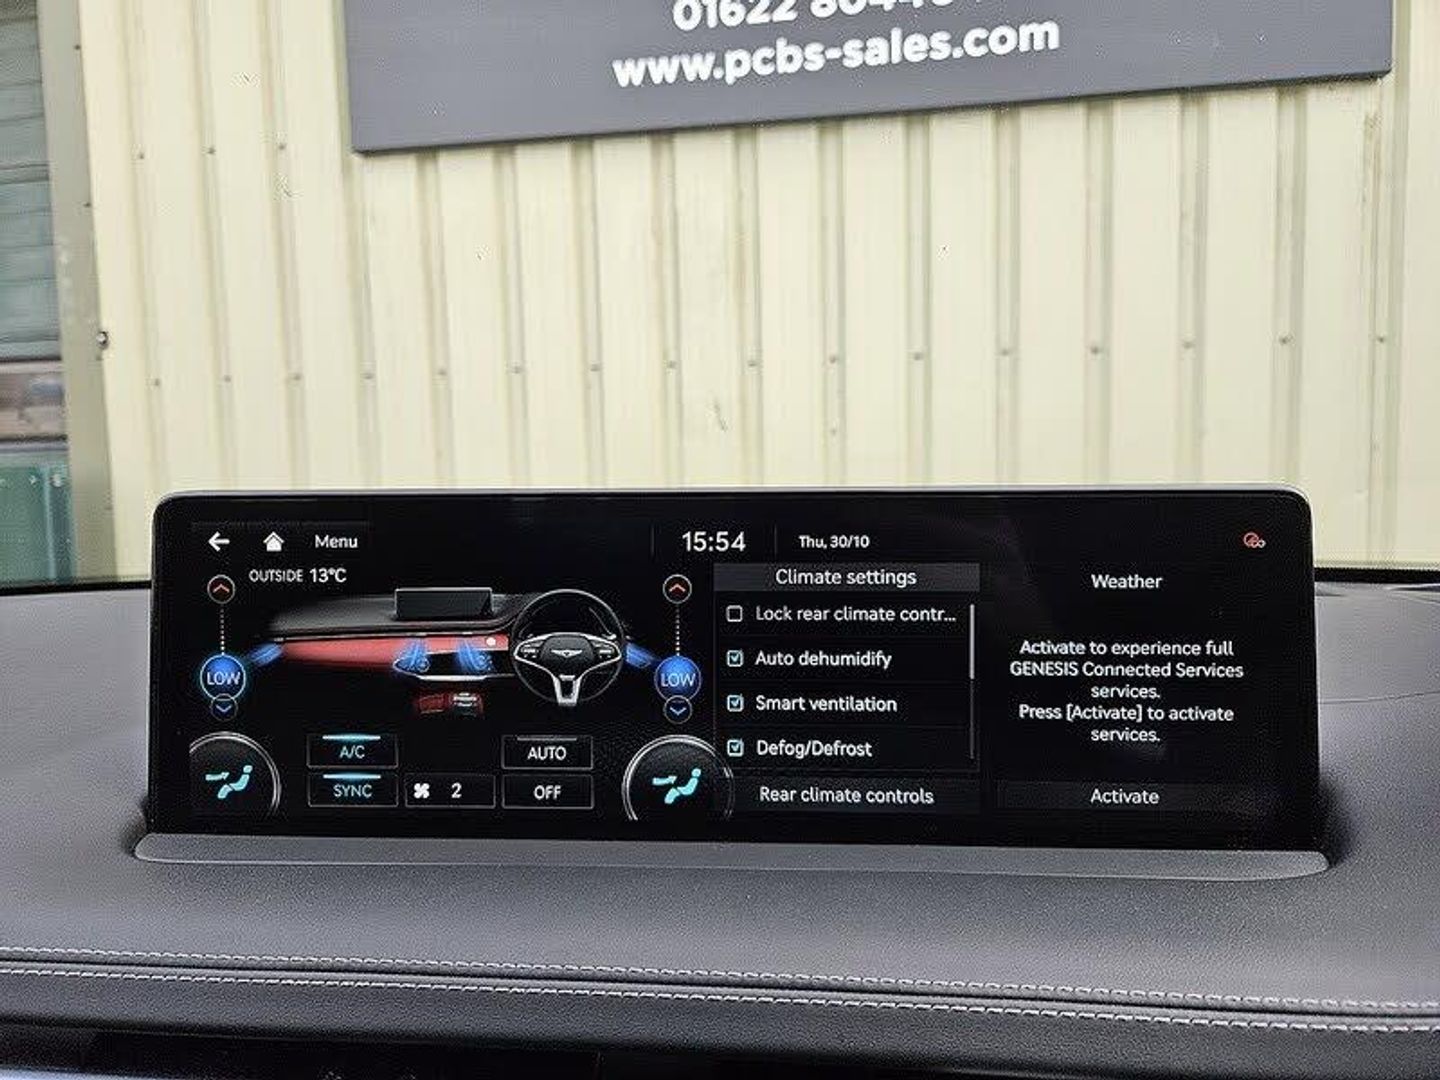 01622
www.pcbs-sales.com
Menu
15:54
Thu, 30/10
OUTSIDE 13°C
LOW
LOW
A/C
AUTO
SYNC
2
OFF
Climate settings
Lock rear climate contr...
Auto dehumidify
Smart ventilation
Defog/Defrost
Rear climate controls
Weather
Activate to experience full
GENESIS Connected Services
services.
Press [Activate] to activate
services.
Activate